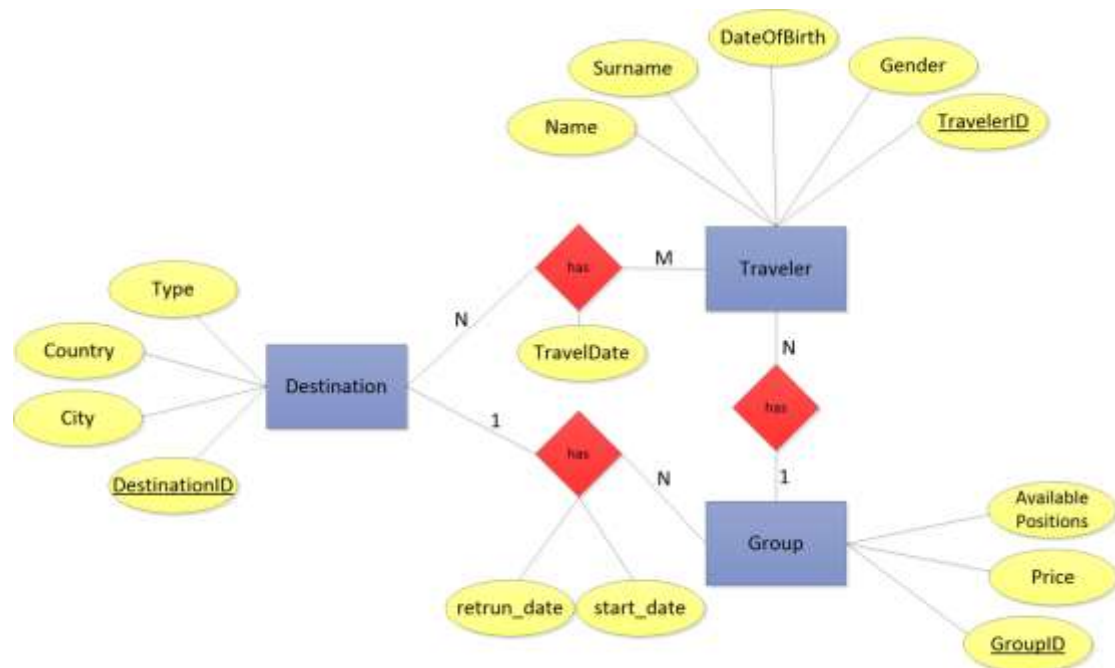 DateOfBirth
Surname
Gender
Name
TravelerID
has
M
Traveler
Type
N
TravelDate
N
Country
Destination
has
City
1
has
DestinationID
N
1
Available
Positions
Group
Price
retrun_date
start_date
GroupID